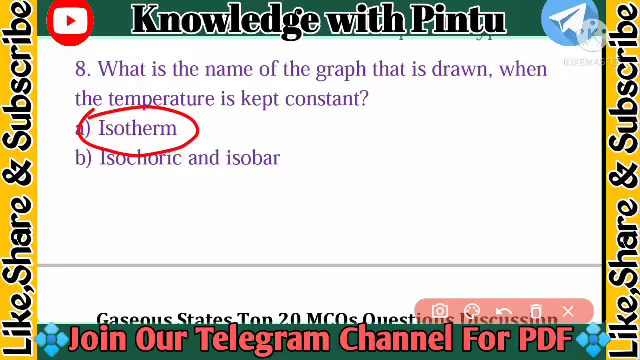 Knowledge with Pintu
8. What is the name of the graph that is drawn, when
the temperature is kept constant?
a) Isotherm
b) Isochoric and isobar
Gaseous States Top 20 MCQs Questions Discussion
Join Our Telegram Channel For PDF
Like,Share & Subscribe
Like,Share & Subscribe